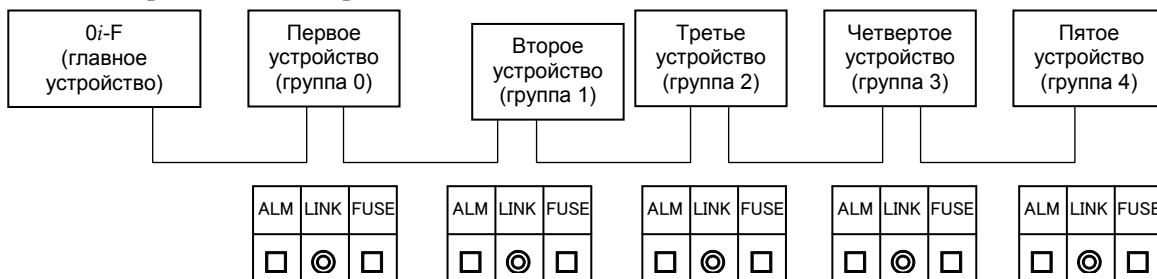 0i-F
(главное
устройство)
Первое
устройство
(группа 0)
Второе
устройство
(группа 1)
Третье
устройство
(группа 2)
Четвертое
устройство
(группа 3)
Пятое
устройство
(группа 4)
ALM LINK FUSE
ALM LINK FUSE
ALM LINK FUSE
ALM LINK FUSE
ALM LINK FUSE